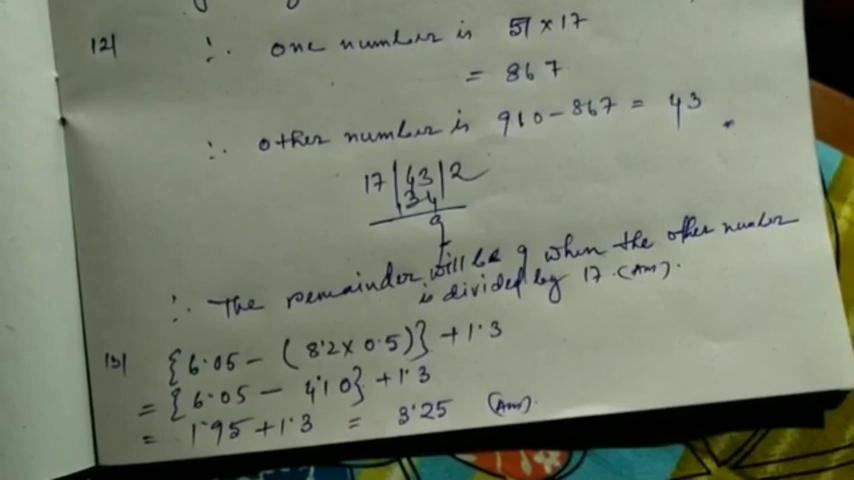 12| ∴ one number is 51 × 17
= 867
∴ other number is 910 - 867 = 43
17 | 43 | 2
34
9
∴ The remainder will be 9 when the other number
is divided by 17. (Am).
13| {6.05 - (8.2 x 0.5)} + 1.3
= {6.05 - 4.10} + 1.3
= 1.95 + 1.3 = 3.25 (Am).